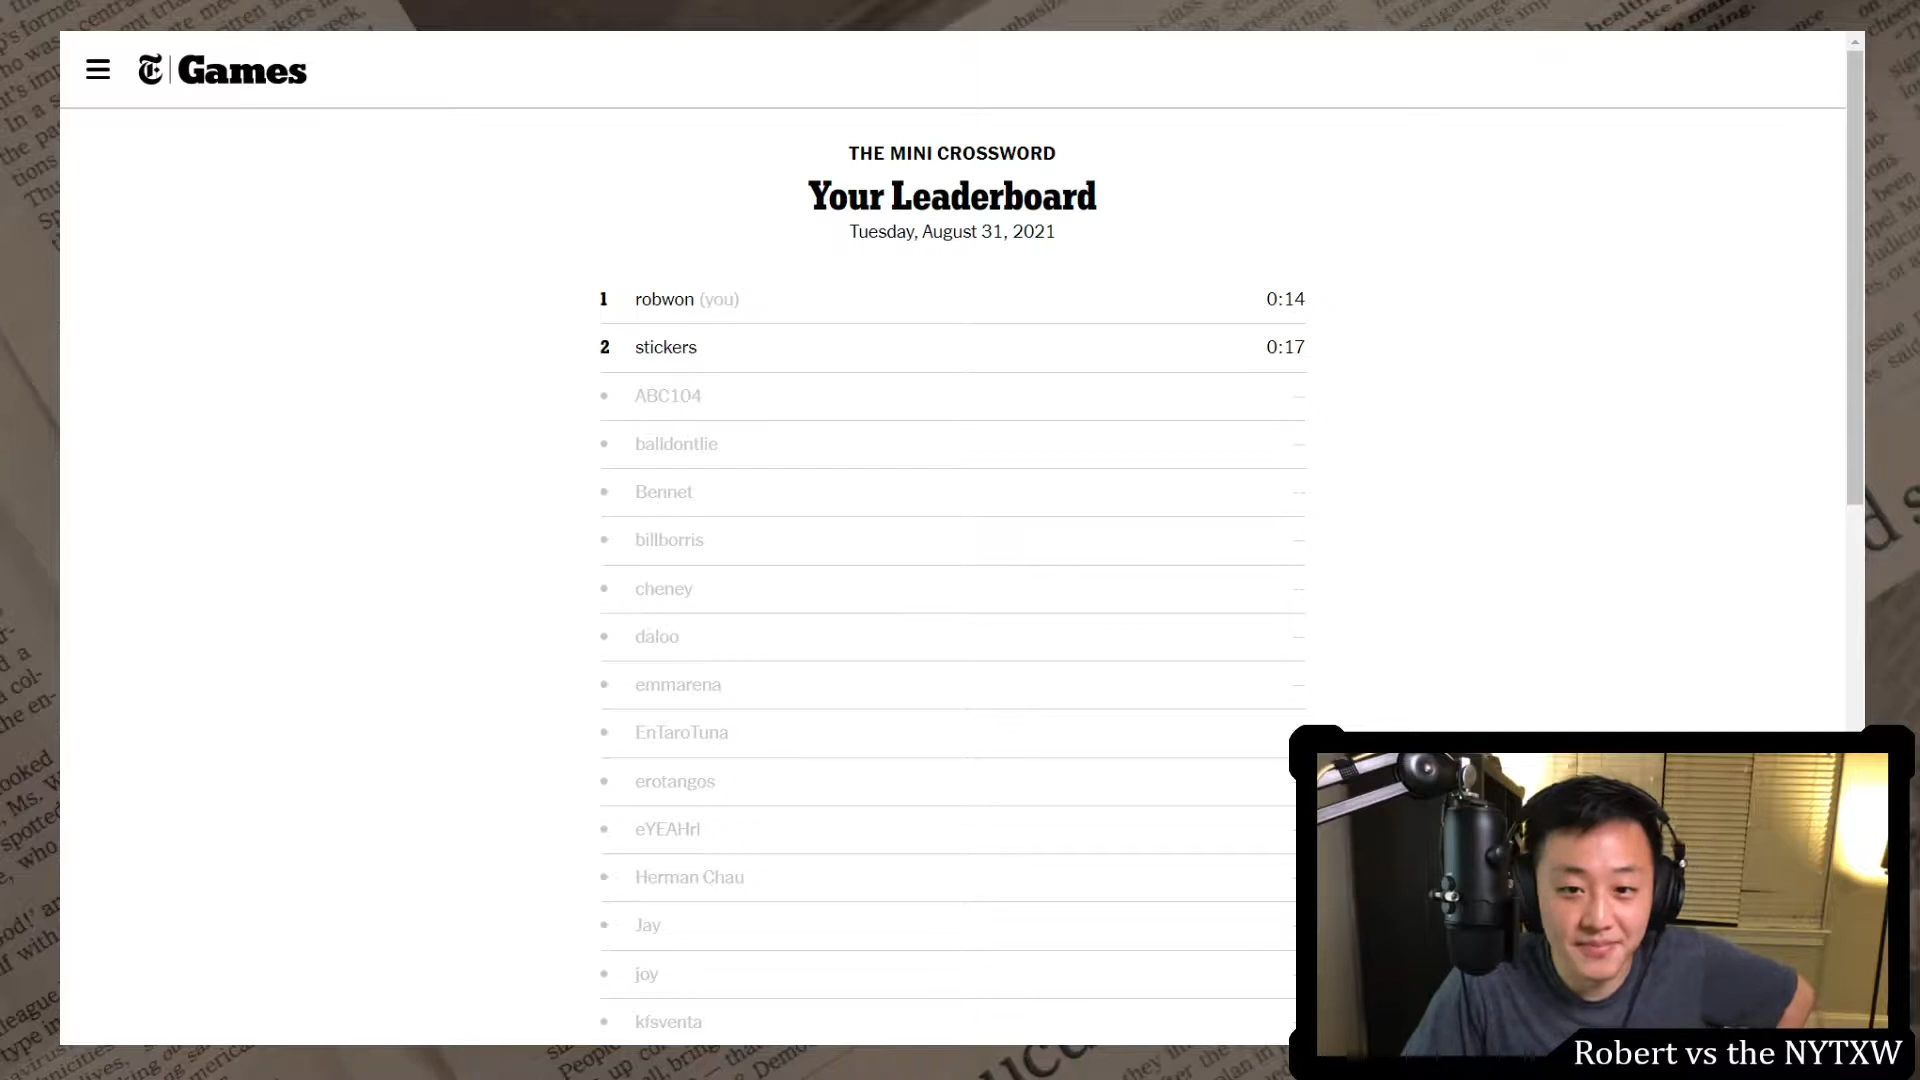 T Games
THE MINI CROSSWORD
Your Leaderboard
Tuesday, August 31, 2021
1 robwon (you) 0:14
2 stickers 0:17
• ABC104 --
• balldontlie --
• Bennet --
• billborris --
• cheney --
• daloo --
• emmarena --
• EnTaroTuna
• erotangos
• eYEAHrl
• Herman Chau
• Jay
• joy
• kfsventa
Robert vs the NYTXW